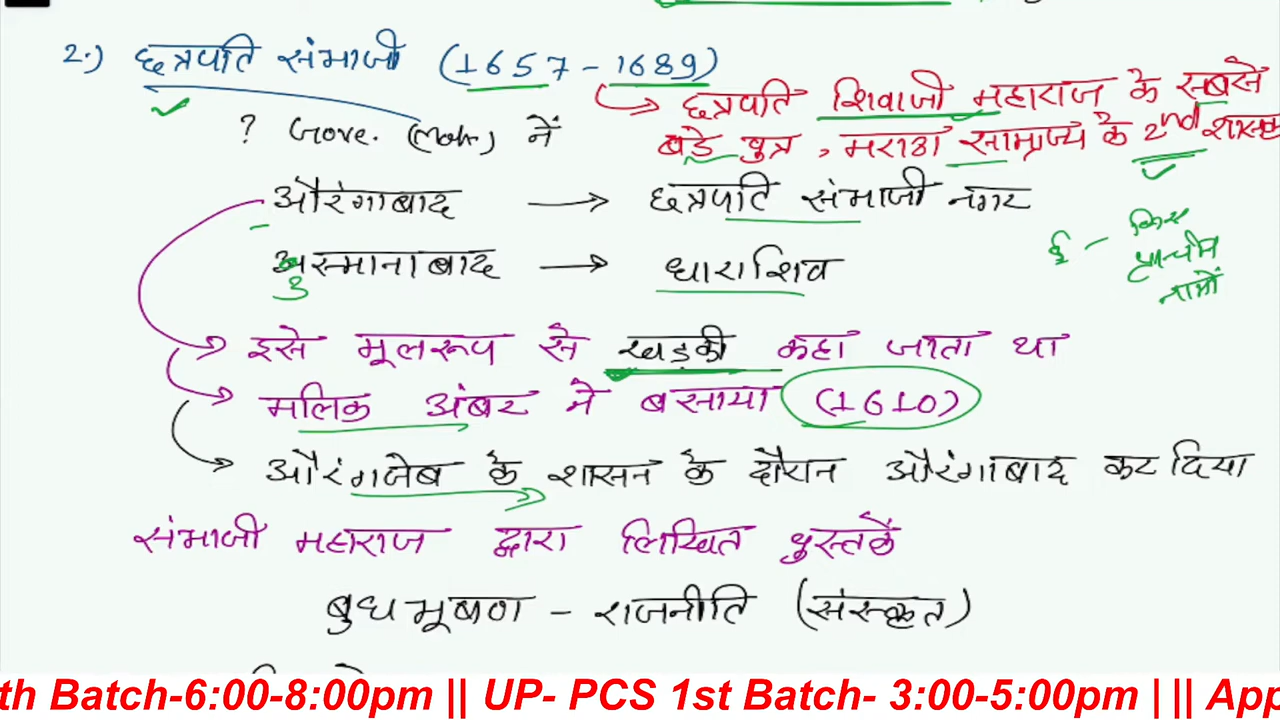 2.) छत्रपति संभाजी (1657 - 1689)
→ छत्रपति शिवाजी महाराज के सबसे
बड़े पुत्र, मराठा साम्राज्य के 2nd शासक
? Gove. (Mah.) नें
औरंगाबाद → छत्रपति संभाजी नगर
उस्मानाबाद → धाराशिव
ई - किस
प्राचीन
नामों
→ इसे मूलरूप से खड़की कहा जाता था
→ मलिक अंबर ने बसाया (1610)
→ औरंगजेब के शासन के दौरान औरंगाबाद कर दिया
संभाजी महाराज द्वारा लिखित पुस्तकें
बुधभूषण - राजनीति (संस्कृत)
th Batch-6:00-8:00pm || UP- PCS 1st Batch- 3:00-5:00pm | || App